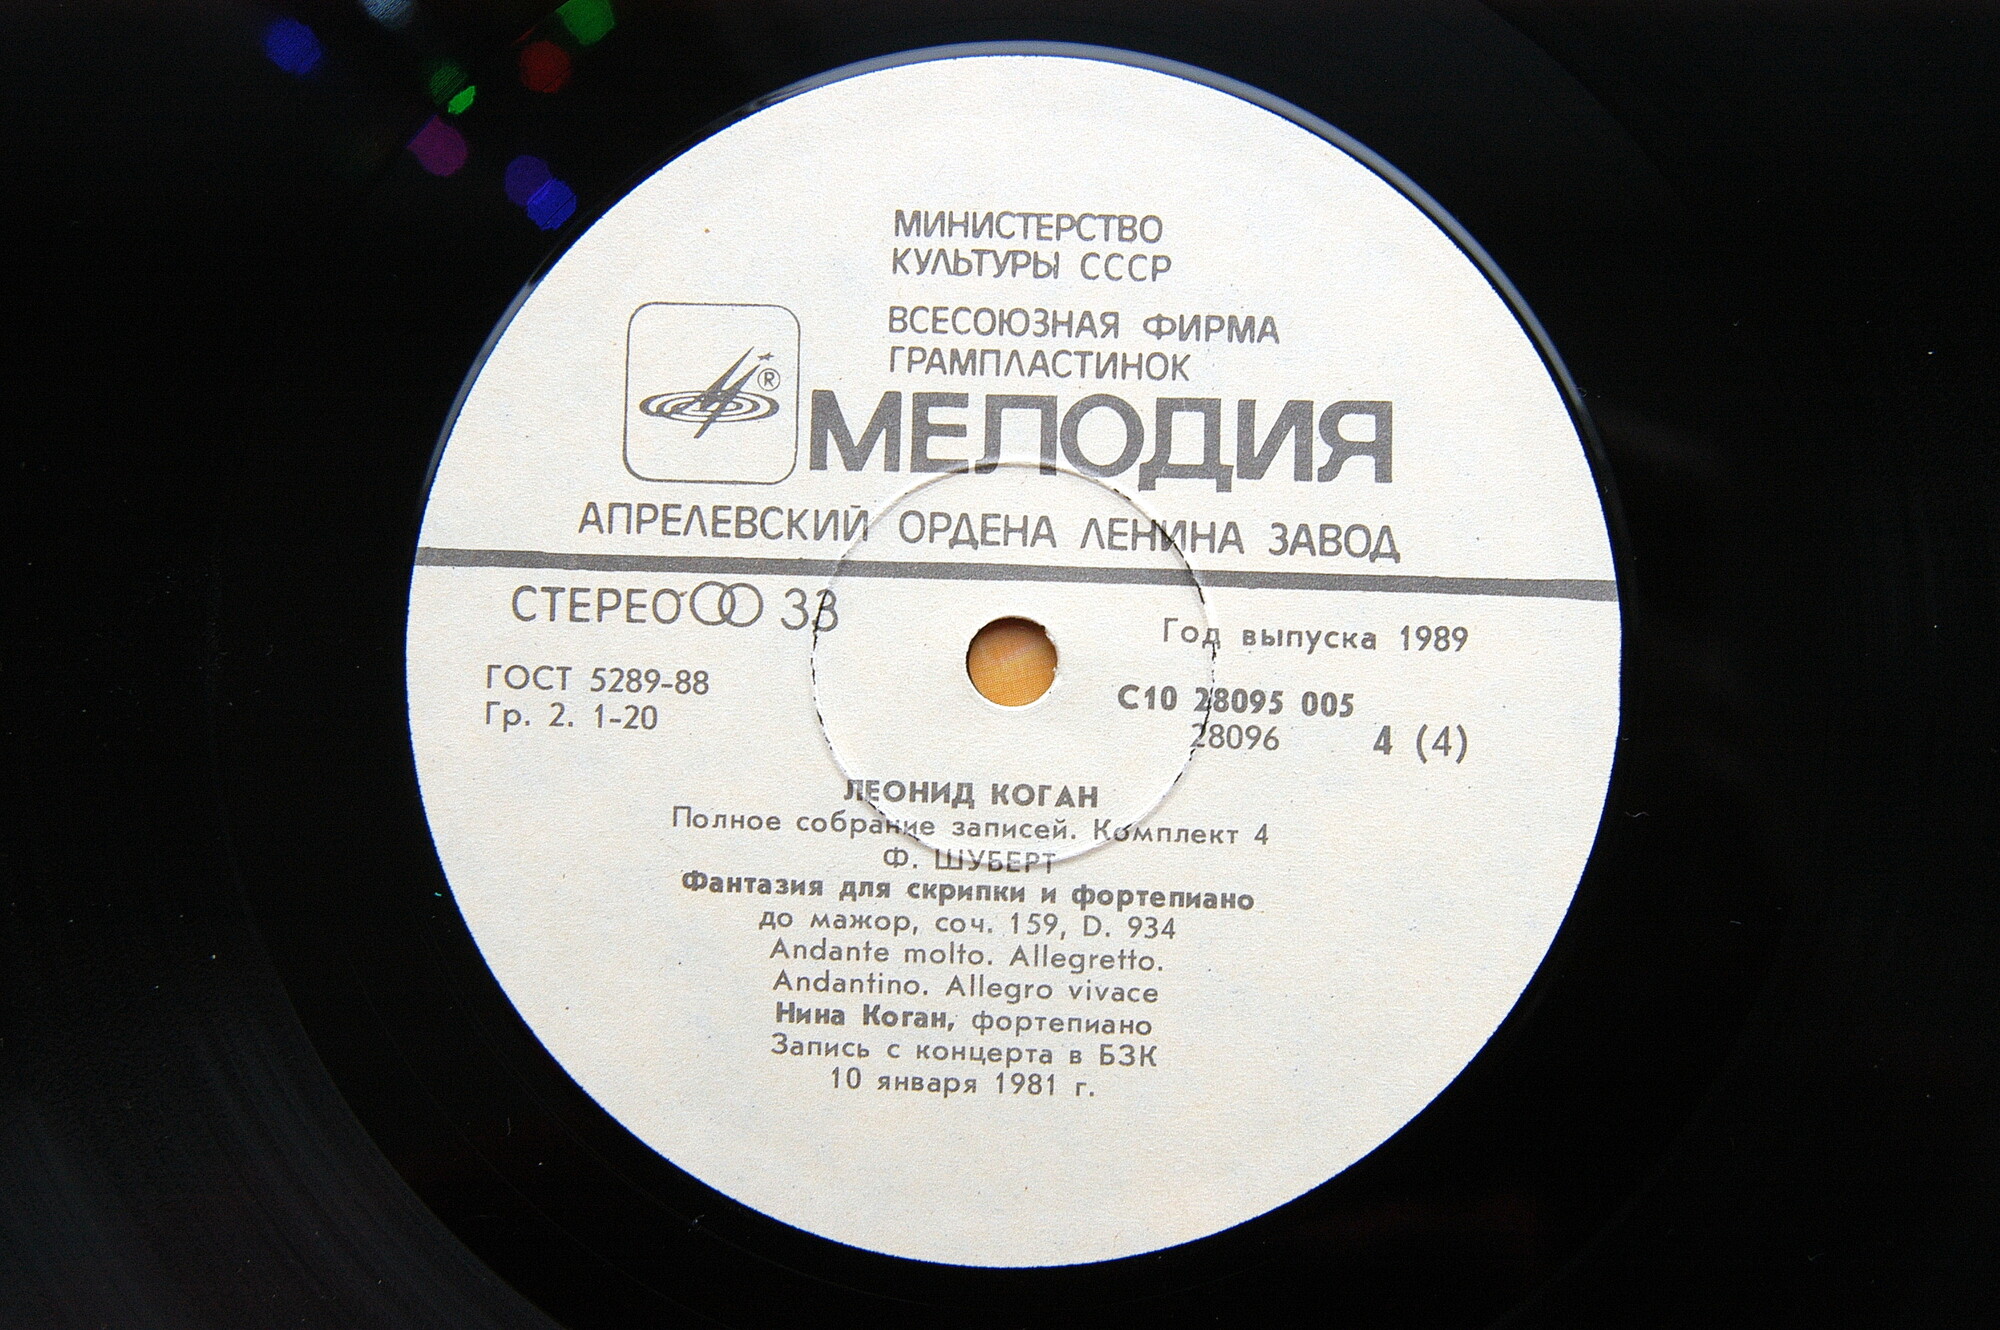 МИНИСТЕРСТВО
КУЛЬТУРЫ СССР
ВСЕСОЮЗНАЯ ФИРМА
ГРАМПЛАСТИНОК
®
МЕЛОДИЯ
АПРЕЛЕВСКИЙ ОРДЕНА ЛЕНИНА ЗАВОД
СТЕРЕО 33
Год выпуска 1989
ГОСТ 5289-88
Гр. 2. 1-20
С10 28095 005
28096 4 (4)
ЛЕОНИД КОГАН
Полное собрание записей. Комплект 4
Ф. ШУБЕРТ
Фантазия для скрипки и фортепиано
до мажор, соч. 159, D. 934
Andante molto. Allegretto.
Andantino. Allegro vivace
Нина Коган, фортепиано
Запись с концерта в БЗК
10 января 1981 г.